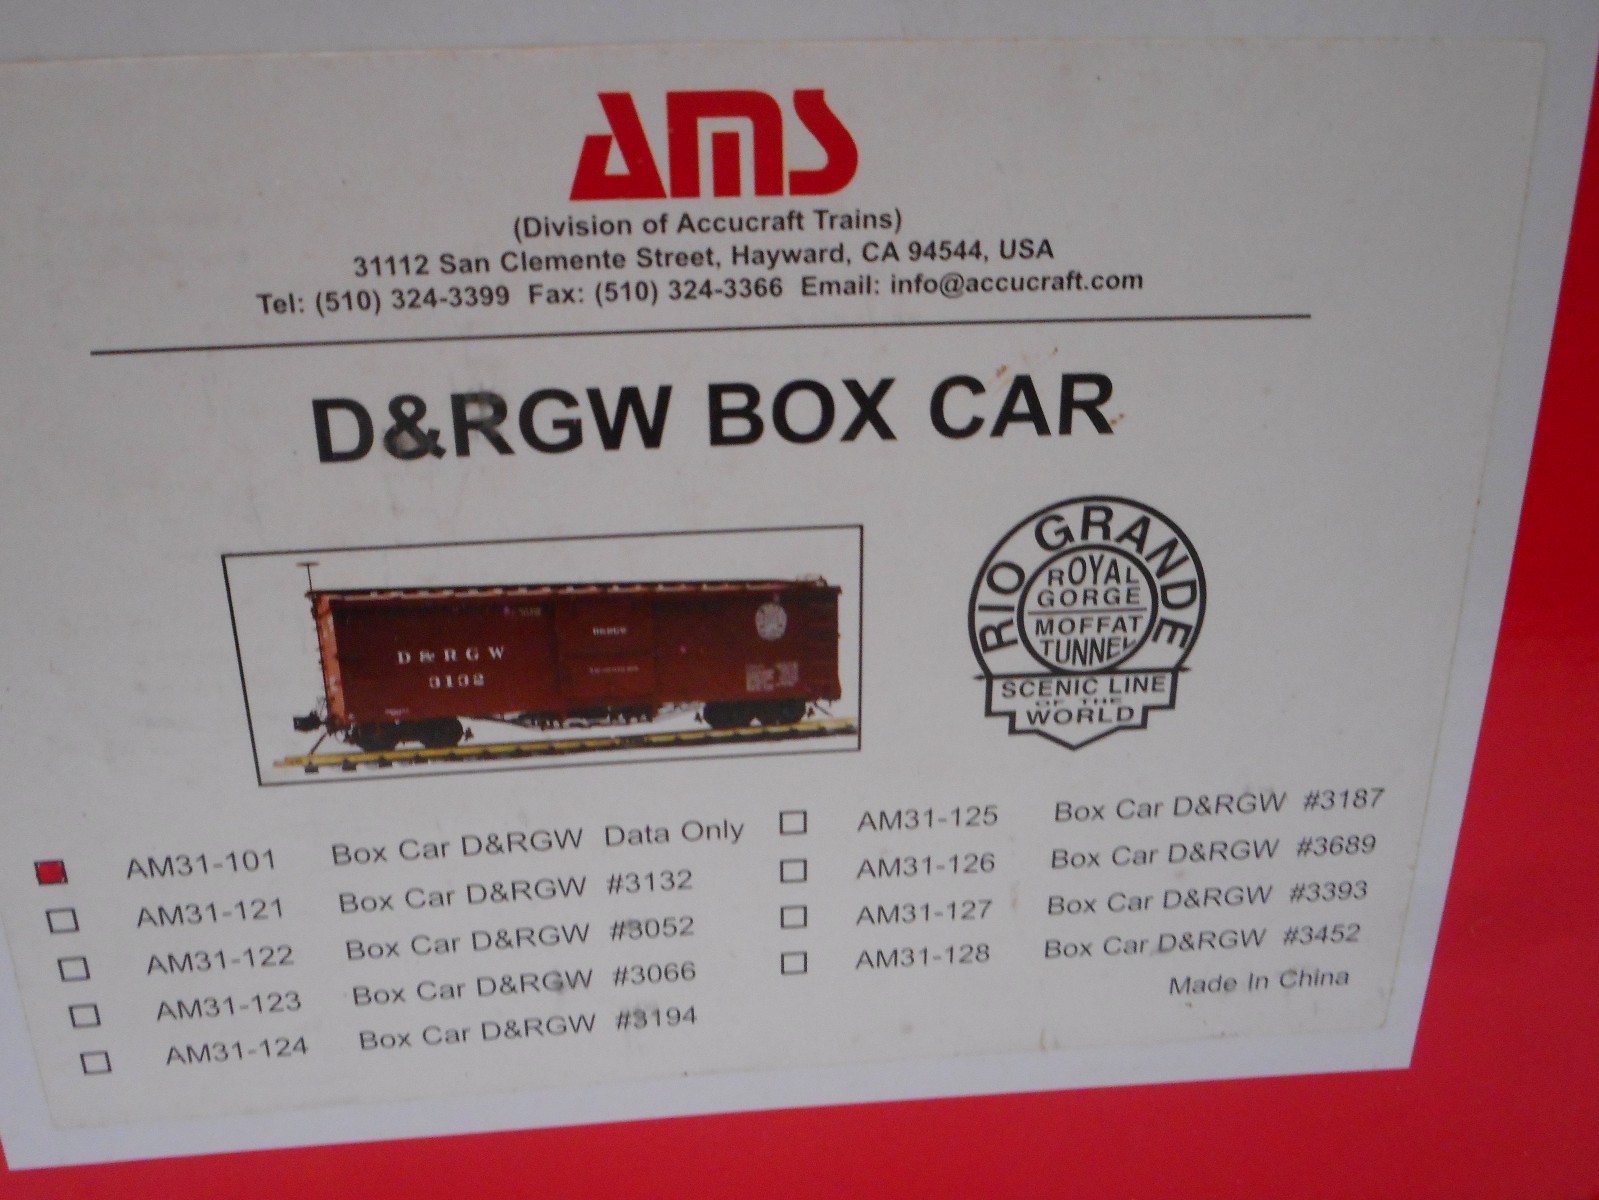 AMS
(Division of Accucraft Trains)
31112 San Clemente Street, Hayward, CA 94544, USA
Tel: (510) 324-3399 Fax: (510) 324-3366 Email: info@accucraft.com
D&RGW BOX CAR
D&RGW
3132
RIO GRANDE
ROYAL
GORGE
MOFFAT
TUNNEL
SCENIC LINE
OF THE
WORLD
AM31-101 Box Car D&RGW Data Only
AM31-121 Box Car D&RGW #3132
AM31-122 Box Car D&RGW #3052
AM31-123 Box Car D&RGW #3066
AM31-124 Box Car D&RGW #3194
AM31-125 Box Car D&RGW #3187
AM31-126 Box Car D&RGW #3689
AM31-127 Box Car D&RGW #3393
AM31-128 Box Car D&RGW #3452
Made In China